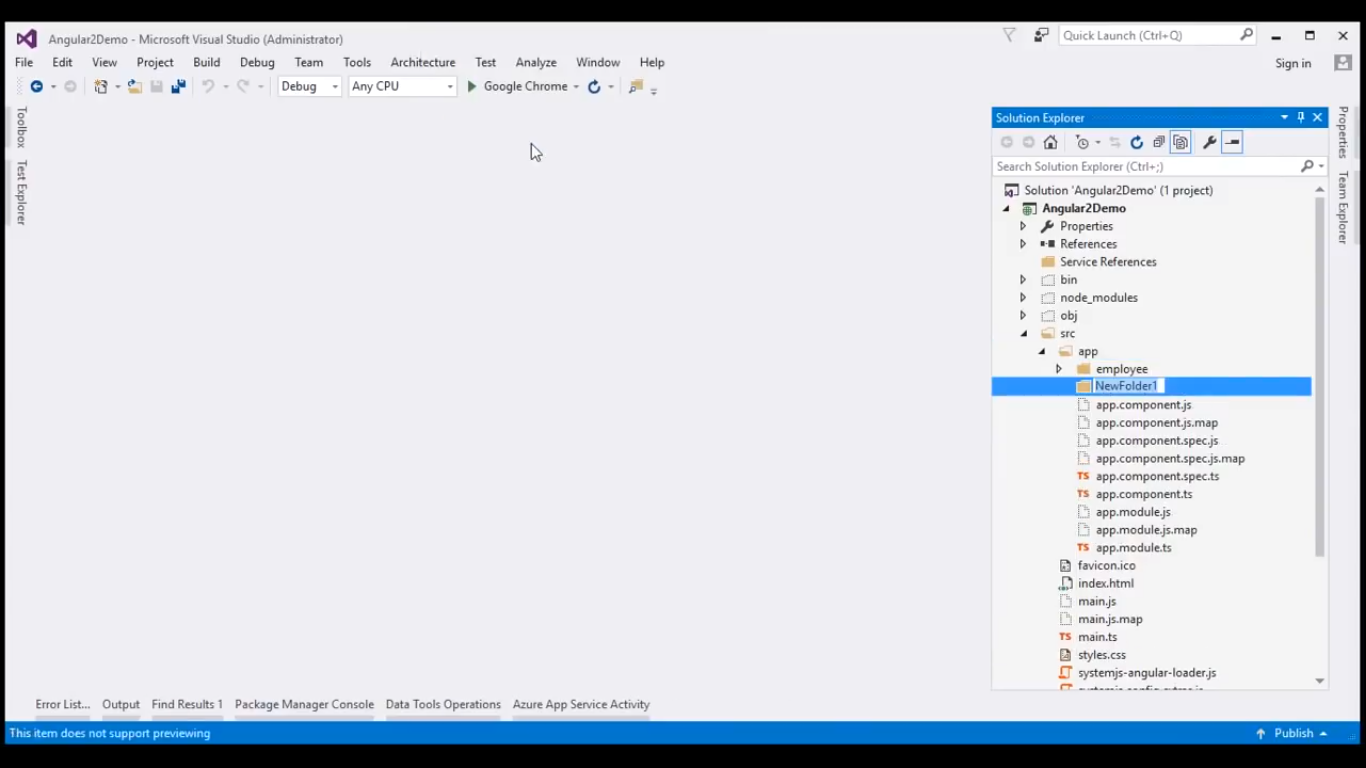 Angular2Demo - Microsoft Visual Studio (Administrator)
Quick Launch (Ctrl+Q)
File Edit View Project Build Debug Team Tools Architecture Test Analyze Window Help
Sign in
Debug Any CPU Google Chrome
Toolbox
Test Explorer
Solution Explorer
Search Solution Explorer (Ctrl+;)
Solution 'Angular2Demo' (1 project)
Angular2Demo
Properties
References
Service References
bin
node_modules
obj
src
app
employee
NewFolder1
app.component.js
app.component.js.map
app.component.spec.js
app.component.spec.js.map
app.component.spec.ts
app.component.ts
app.module.js
app.module.js.map
app.module.ts
favicon.ico
index.html
main.js
main.js.map
main.ts
styles.css
systemjs-angular-loader.js
Properties
Team Explorer
Error List... Output Find Results 1 Package Manager Console Data Tools Operations Azure App Service Activity
This item does not support previewing
Publish